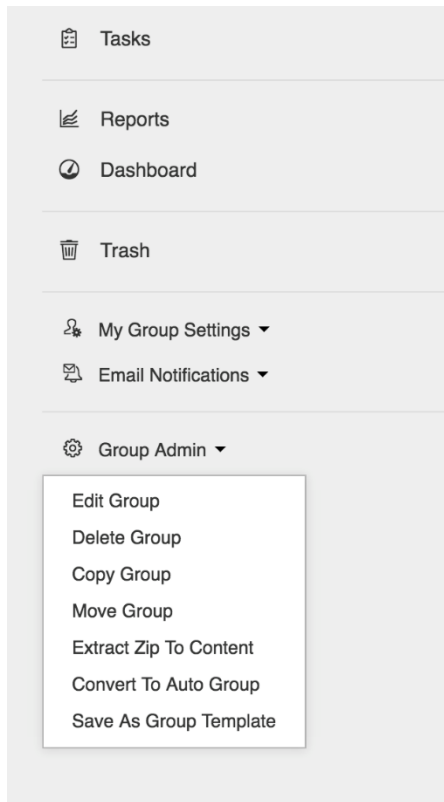 Tasks
Reports
Dashboard
Trash
My Group Settings
Email Notifications
Group Admin
Edit Group
Delete Group
Copy Group
Move Group
Extract Zip To Content
Convert To Auto Group
Save As Group Template